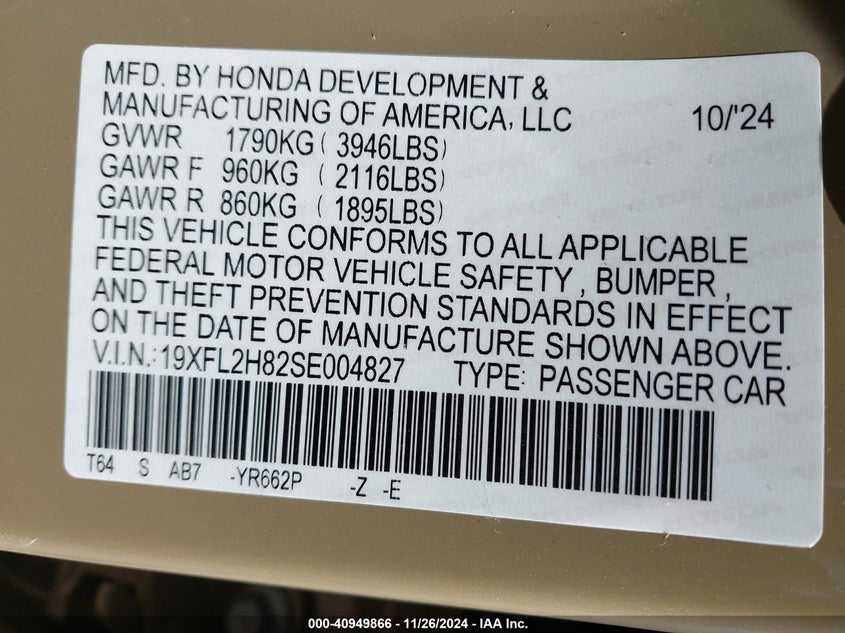 MFD. BY HONDA DEVELOPMENT &
MANUFACTURING OF AMERICA, LLC 10/'24
GVWR 1790KG ( 3946LBS)
GAWR F 960KG ( 2116LBS)
GAWR R 860KG ( 1895LBS)
THIS VEHICLE CONFORMS TO ALL APPLICABLE
FEDERAL MOTOR VEHICLE SAFETY , BUMPER ,
AND THEFT PREVENTION STANDARDS IN EFFECT
ON THE DATE OF MANUFACTURE SHOWN ABOVE.
V.I.N.: 19XFL2H82SE004827 TYPE: PASSENGER CAR
T64 S AB7 -YR662P -Z -E
000-40949866 - 11/26/2024 - IAA Inc.